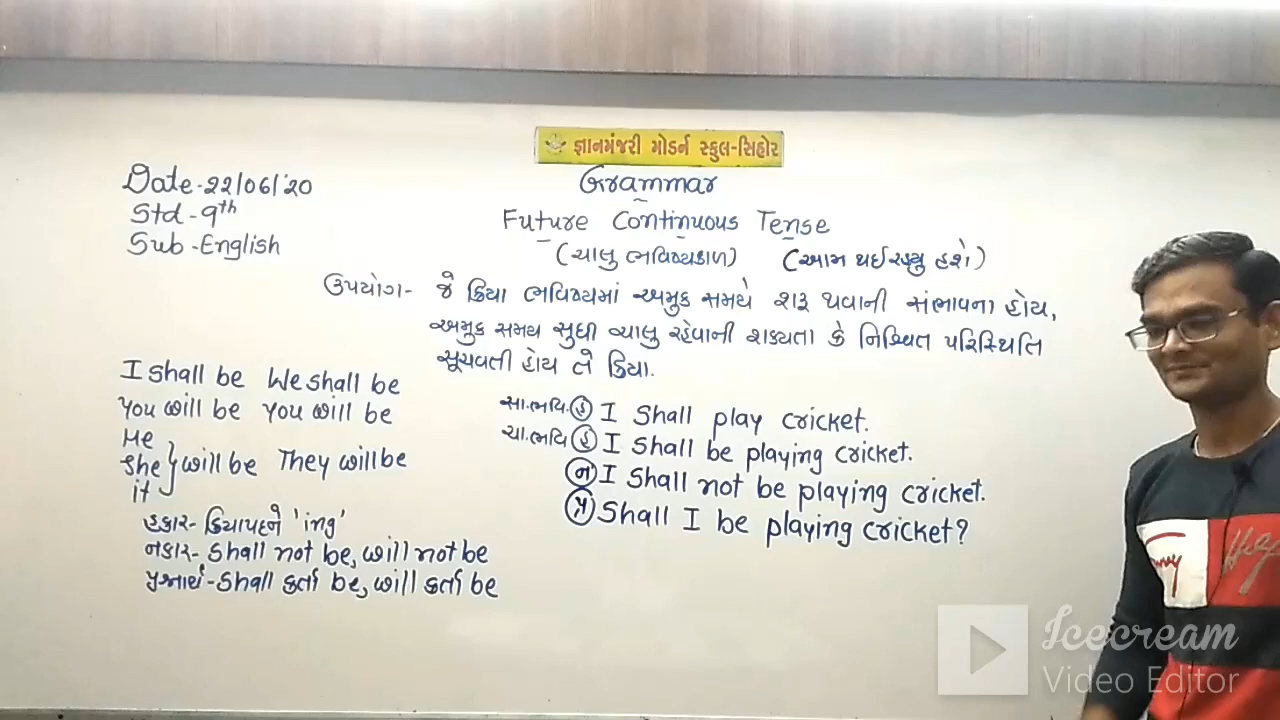 જ્ઞાનમંજરી મોડર્ન સ્કુલ-સિહોર
Date-22/06/'20
Std-9th
Sub-English
Grammar
Future Continuous Tense
(ચાલુ ભવિષ્યકાળ) (આમ થઈ રહ્યુ હશે)
ઉપયોગ- જે ક્રિયા ભવિષ્યમાં અમુક સમયે શરૂ થવાની સંભાવના હોય,
અમુક સમય સુધી ચાલુ રહેવાની શક્યતા કે નિશ્ચિત પરિસ્થિતિ
સૂચવતી હોય તે ક્રિયા.
I shall be We shall be
You will be You will be
He
She } will be They will be
it
હકાર- ક્રિયાપદને 'ing'
નકાર- Shall not be, will not be
પ્રશ્નાર્થ- Shall કર્તા be, will કર્તા be
સા.ભવિ. હ I Shall play cricket.
ચા.ભવિ હ I Shall be playing cricket.
ન I Shall not be playing cricket.
પ્ર Shall I be playing cricket?
Icecream
Video Editor